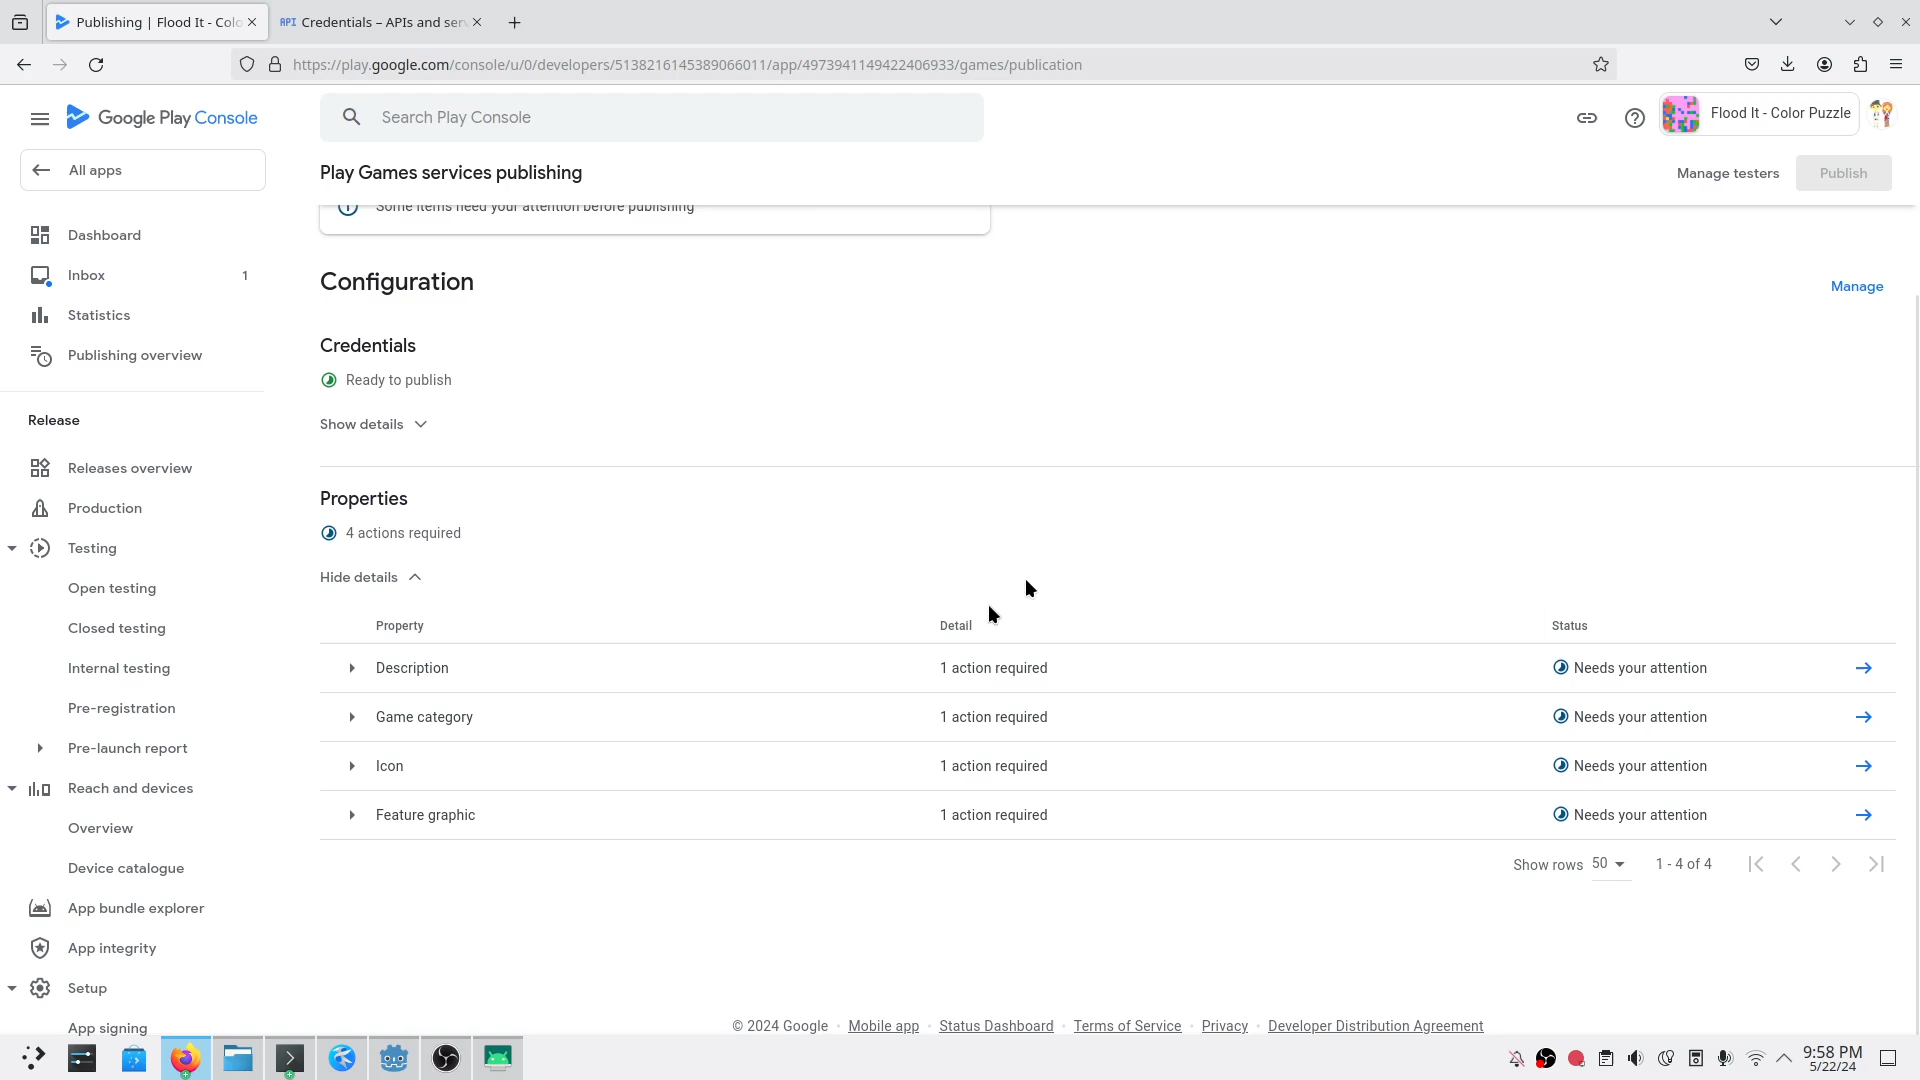 Publishing | Flood It - Colo
Credentials – APIs and serv
https://play.google.com/console/u/0/developers/5138216145389066011/app/4973941149422406933/games/publication
Google Play Console
Search Play Console
Flood It - Color Puzzle
All apps
Play Games services publishing
Manage testers
Publish
Some items need your attention before publishing
Dashboard
Inbox 1
Statistics
Publishing overview
Release
Releases overview
Production
Testing
Open testing
Closed testing
Internal testing
Pre-registration
Pre-launch report
Reach and devices
Overview
Device catalogue
App bundle explorer
App integrity
Setup
App signing
Configuration
Manage
Credentials
Ready to publish
Show details
Properties
4 actions required
Hide details
Property Detail Status
Description 1 action required Needs your attention
Game category 1 action required Needs your attention
Icon 1 action required Needs your attention
Feature graphic 1 action required Needs your attention
Show rows 50 1 - 4 of 4
© 2024 Google · Mobile app · Status Dashboard · Terms of Service · Privacy · Developer Distribution Agreement
9:58 PM
5/22/24